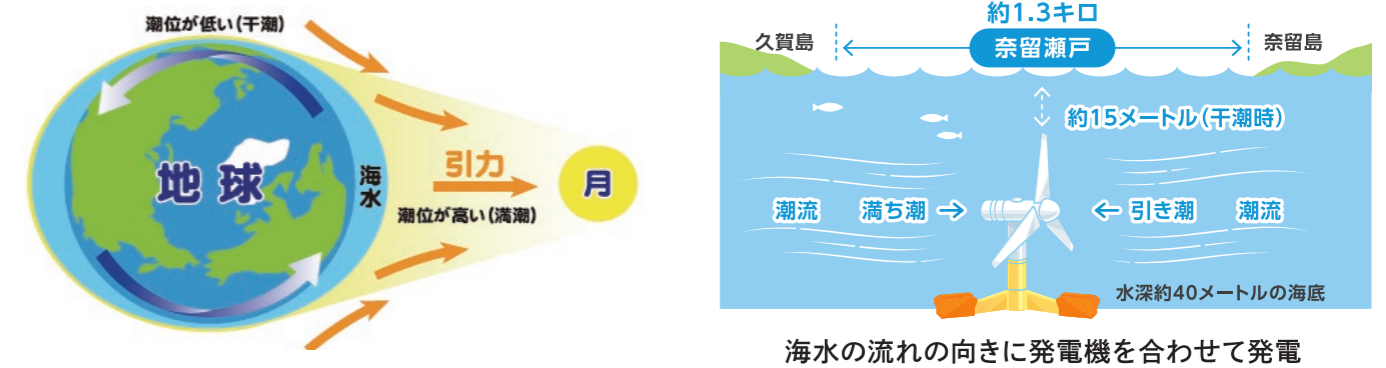 潮位が低い(干潮)
地球
海水
引力
月
潮位が高い(満潮)
約1.3キロ
久賀島
奈留瀬戸
奈留島
約15メートル(干潮時)
潮流 満ち潮 → ← 引き潮 潮流
水深約40メートルの海底
海水の流れの向きに発電機を合わせて発電